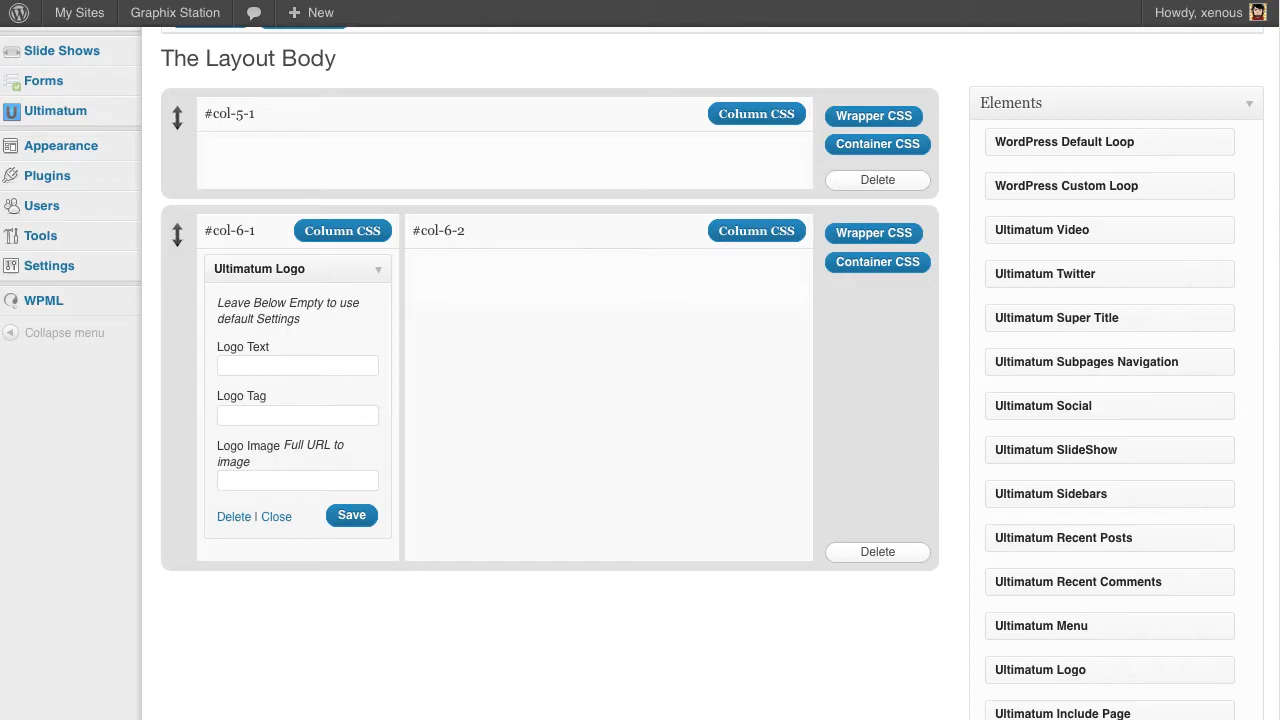 My Sites
Graphix Station
New
Howdy, xenous
Slide Shows
Forms
Ultimatum
Appearance
Plugins
Users
Tools
Settings
WPML
Collapse menu
The Layout Body
#col-5-1
Column CSS
Wrapper CSS
Container CSS
Delete
#col-6-1
Column CSS
#col-6-2
Column CSS
Wrapper CSS
Container CSS
Ultimatum Logo
Leave Below Empty to use
default Settings
Logo Text
Logo Tag
Logo Image Full URL to
image
Delete | Close
Save
Delete
Elements
WordPress Default Loop
WordPress Custom Loop
Ultimatum Video
Ultimatum Twitter
Ultimatum Super Title
Ultimatum Subpages Navigation
Ultimatum Social
Ultimatum SlideShow
Ultimatum Sidebars
Ultimatum Recent Posts
Ultimatum Recent Comments
Ultimatum Menu
Ultimatum Logo
Ultimatum Include Page